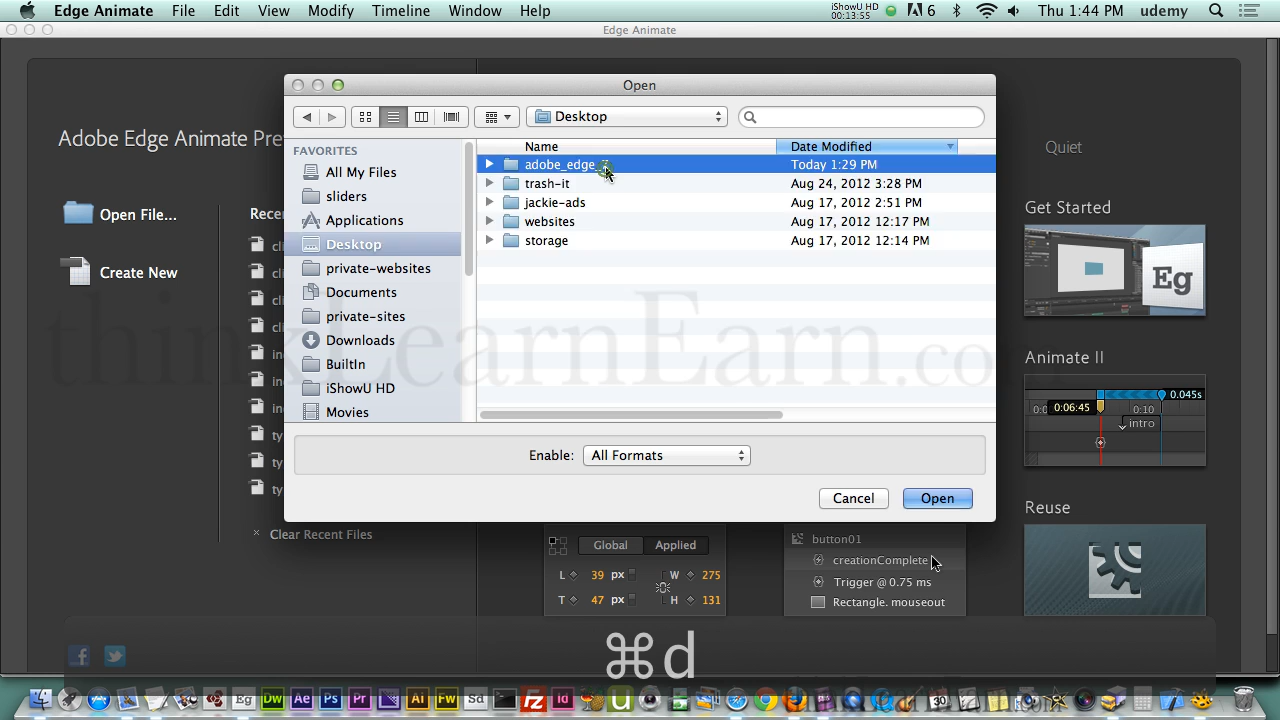 Edge Animate File Edit View Modify Timeline Window Help iShowU HD 00:13:55 6 Thu 1:44 PM udemy
Edge Animate
Open
Desktop
Adobe Edge Animate Pre
Quiet
FAVORITES
All My Files
sliders
Applications
Desktop
private-websites
Documents
private-sites
Downloads
BuiltIn
iShowU HD
Movies
Name Date Modified
adobe_edge Today 1:29 PM
trash-it Aug 24, 2012 3:28 PM
jackie-ads Aug 17, 2012 2:51 PM
websites Aug 17, 2012 12:17 PM
storage Aug 17, 2012 12:14 PM
Open File...
Create New
Clear Recent Files
Get Started
Eg
Animate II
0:06:45 0:10 0.045s
intro
Reuse
thinkLearnEarn.com
Enable: All Formats
Cancel Open
Global Applied
L 39 px W 275
T 47 px H 131
button01
creationComplete
Trigger @ 0.75 ms
Rectangle. mouseout
⌘d
Eg Dw Ae Ps Pr Ai Fw Sd Id